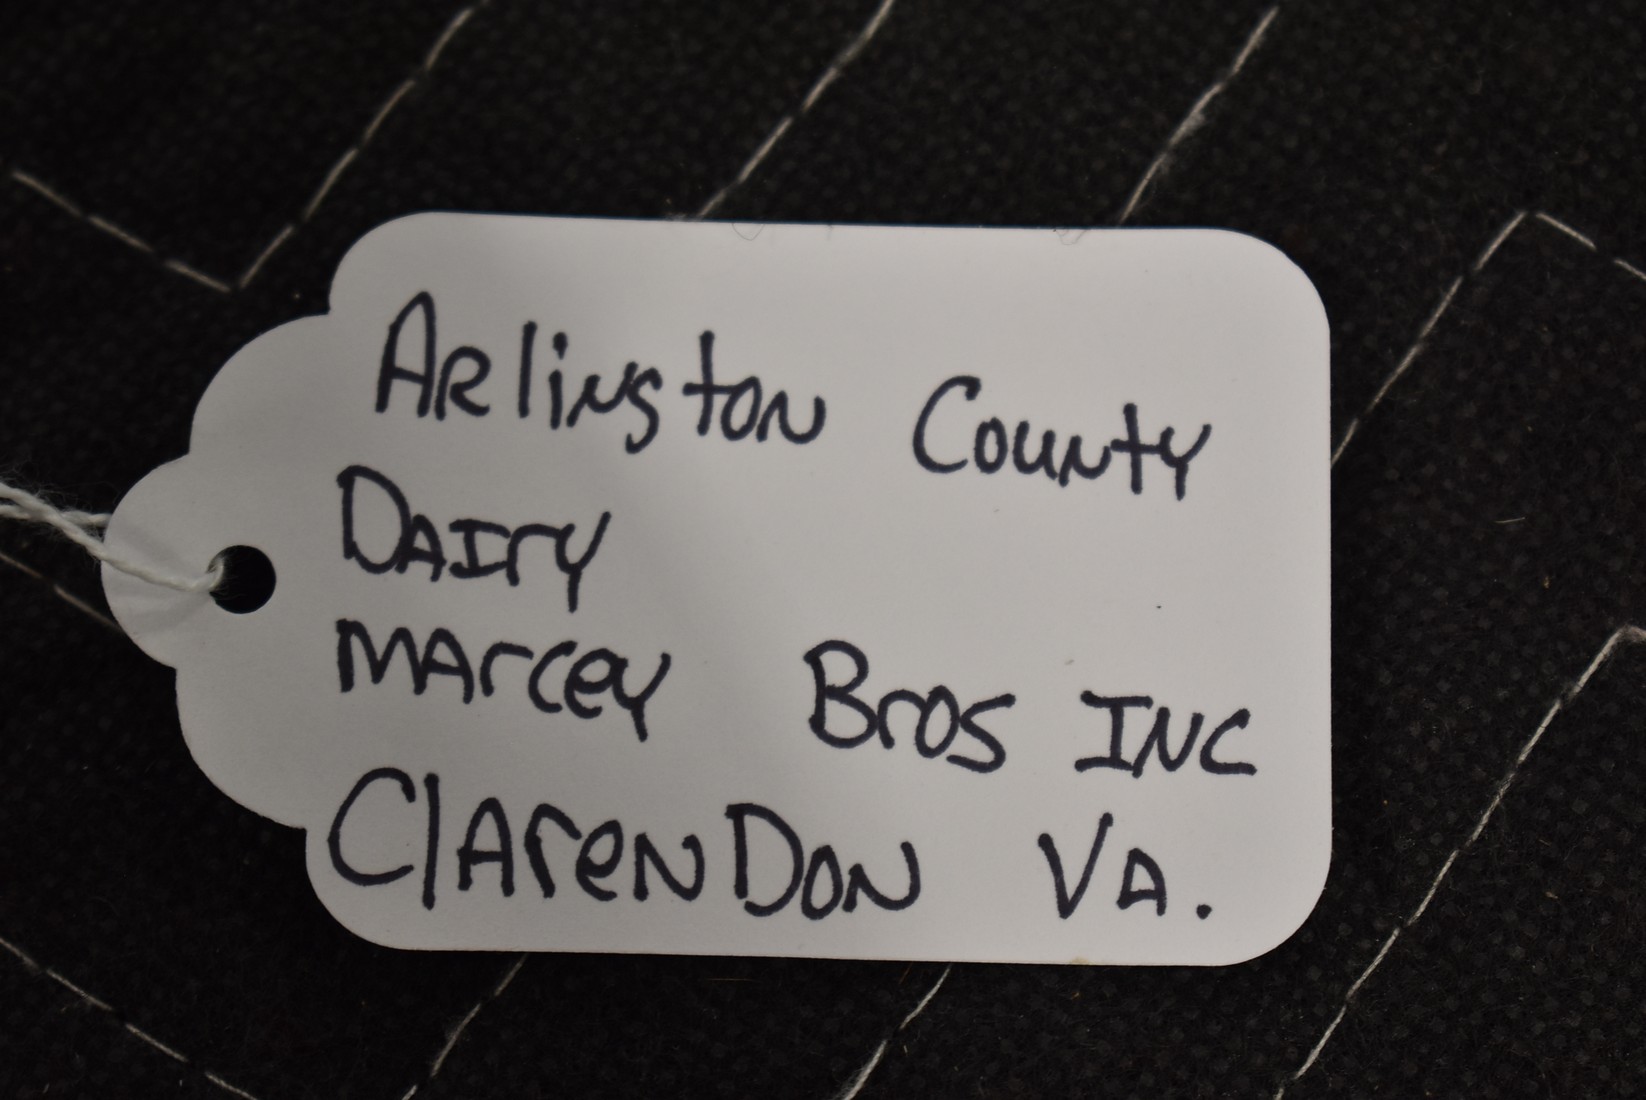 Arlington County
Dairy
Marcey Bros Inc
Clarendon Va.